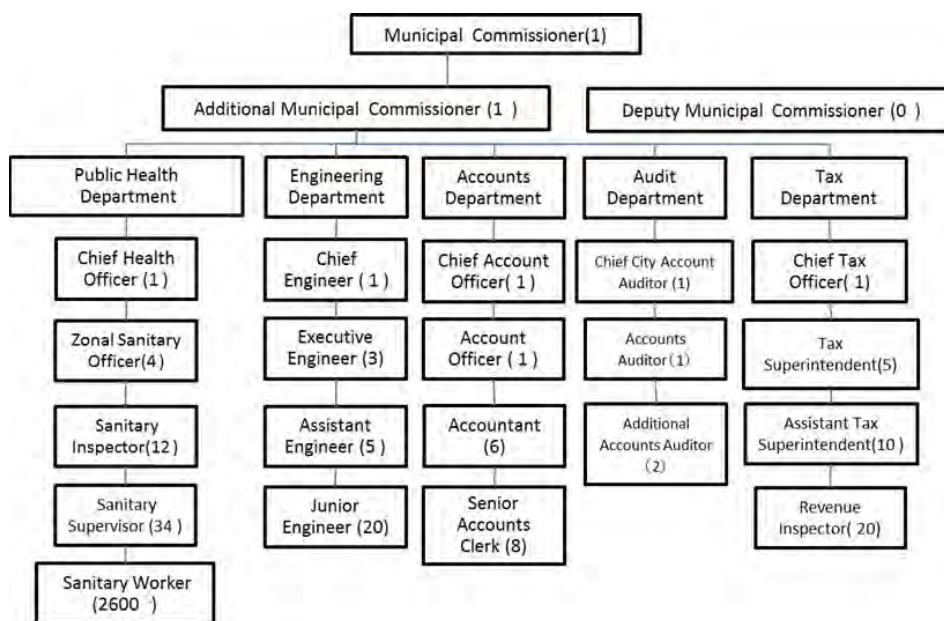 Municipal Commissioner(1)
Additional Municipal Commissioner (1 )
Deputy Municipal Commissioner (0 )
Public Health
Department
Engineering
Department
Accounts
Department
Audit
Department
Tax
Department
Chief Health
Officer (1 )
Chief
Engineer ( 1 )
Chief Account
Officer( 1 )
Chief City Account
Auditor (1)
Chief Tax
Officer( 1)
Zonal Sanitary
Officer(4)
Executive
Engineer (3)
Account
Officer ( 1 )
Accounts
Auditor (1)
Tax
Superintendent(5)
Sanitary
Inspector(12 )
Assistant
Engineer ( 5 )
Accountant
(6)
Additional
Accounts Auditor
(2)
Assistant Tax
Superintendent(10 )
Sanitary
Supervisor (34 )
Junior
Engineer (20)
Senior
Accounts
Clerk (8)
Revenue
Inspector( 20)
Sanitary Worker
(2600 )